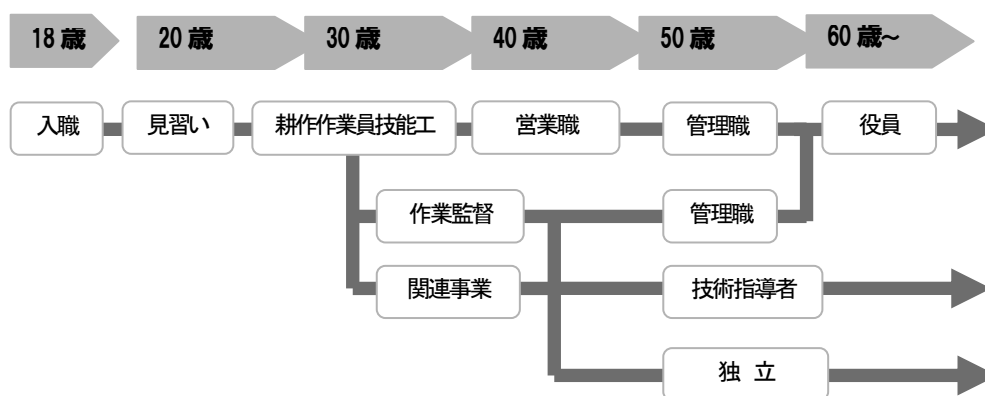 18歳 20歳 30歳 40歳 50歳 60歳~
入職 見習い 耕作作業員技能工 営業職 管理職 役員
作業監督 管理職
関連事業 技術指導者
独 立